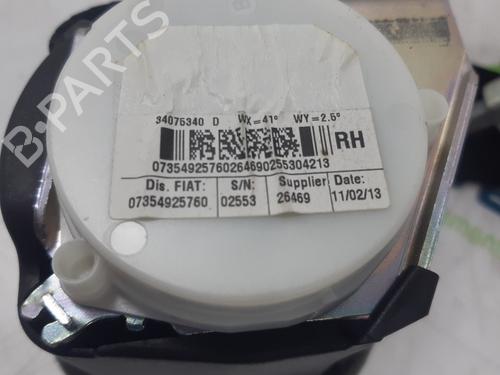 34075340 D WX=41° WY=2.5°
RH
07354925760264690255304213
Dis. FIAT: S/N: Supplier Date:
07354925760 02553 26469 11/02/13
B-PARTS